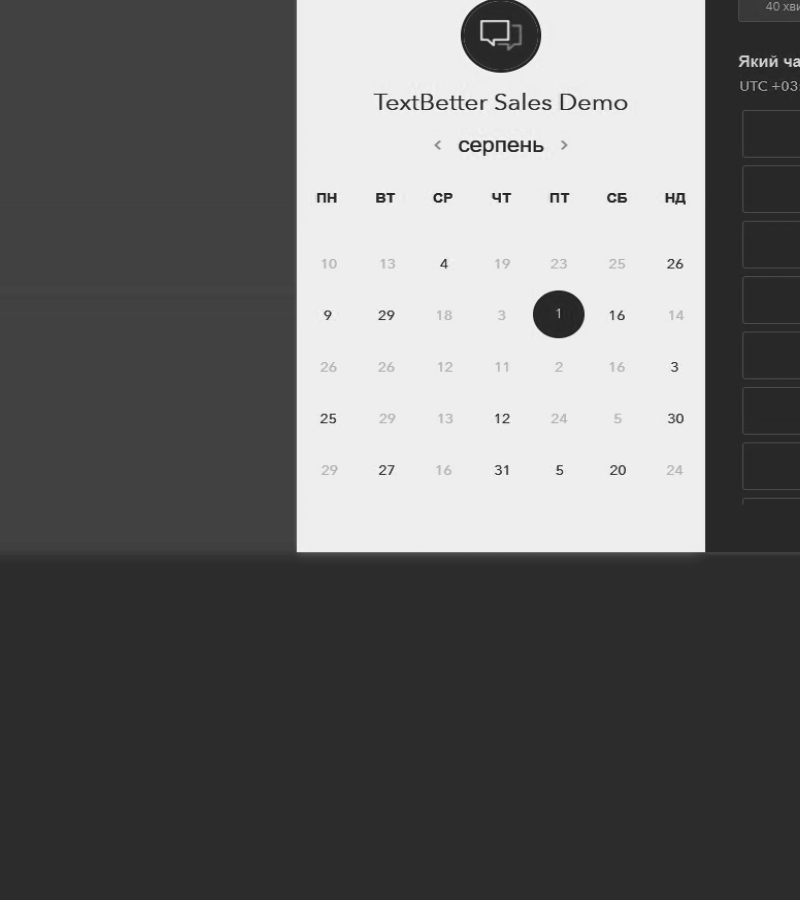 40 хви
TextBetter Sales Demo
Який ча
UTC +03:
< серпень >
ПН ВТ СР ЧТ ПТ СБ НД
10 13 4 19 23 25 26
9 29 18 3 1 16 14
26 26 12 11 2 16 3
25 29 13 12 24 5 30
29 27 16 31 5 20 24